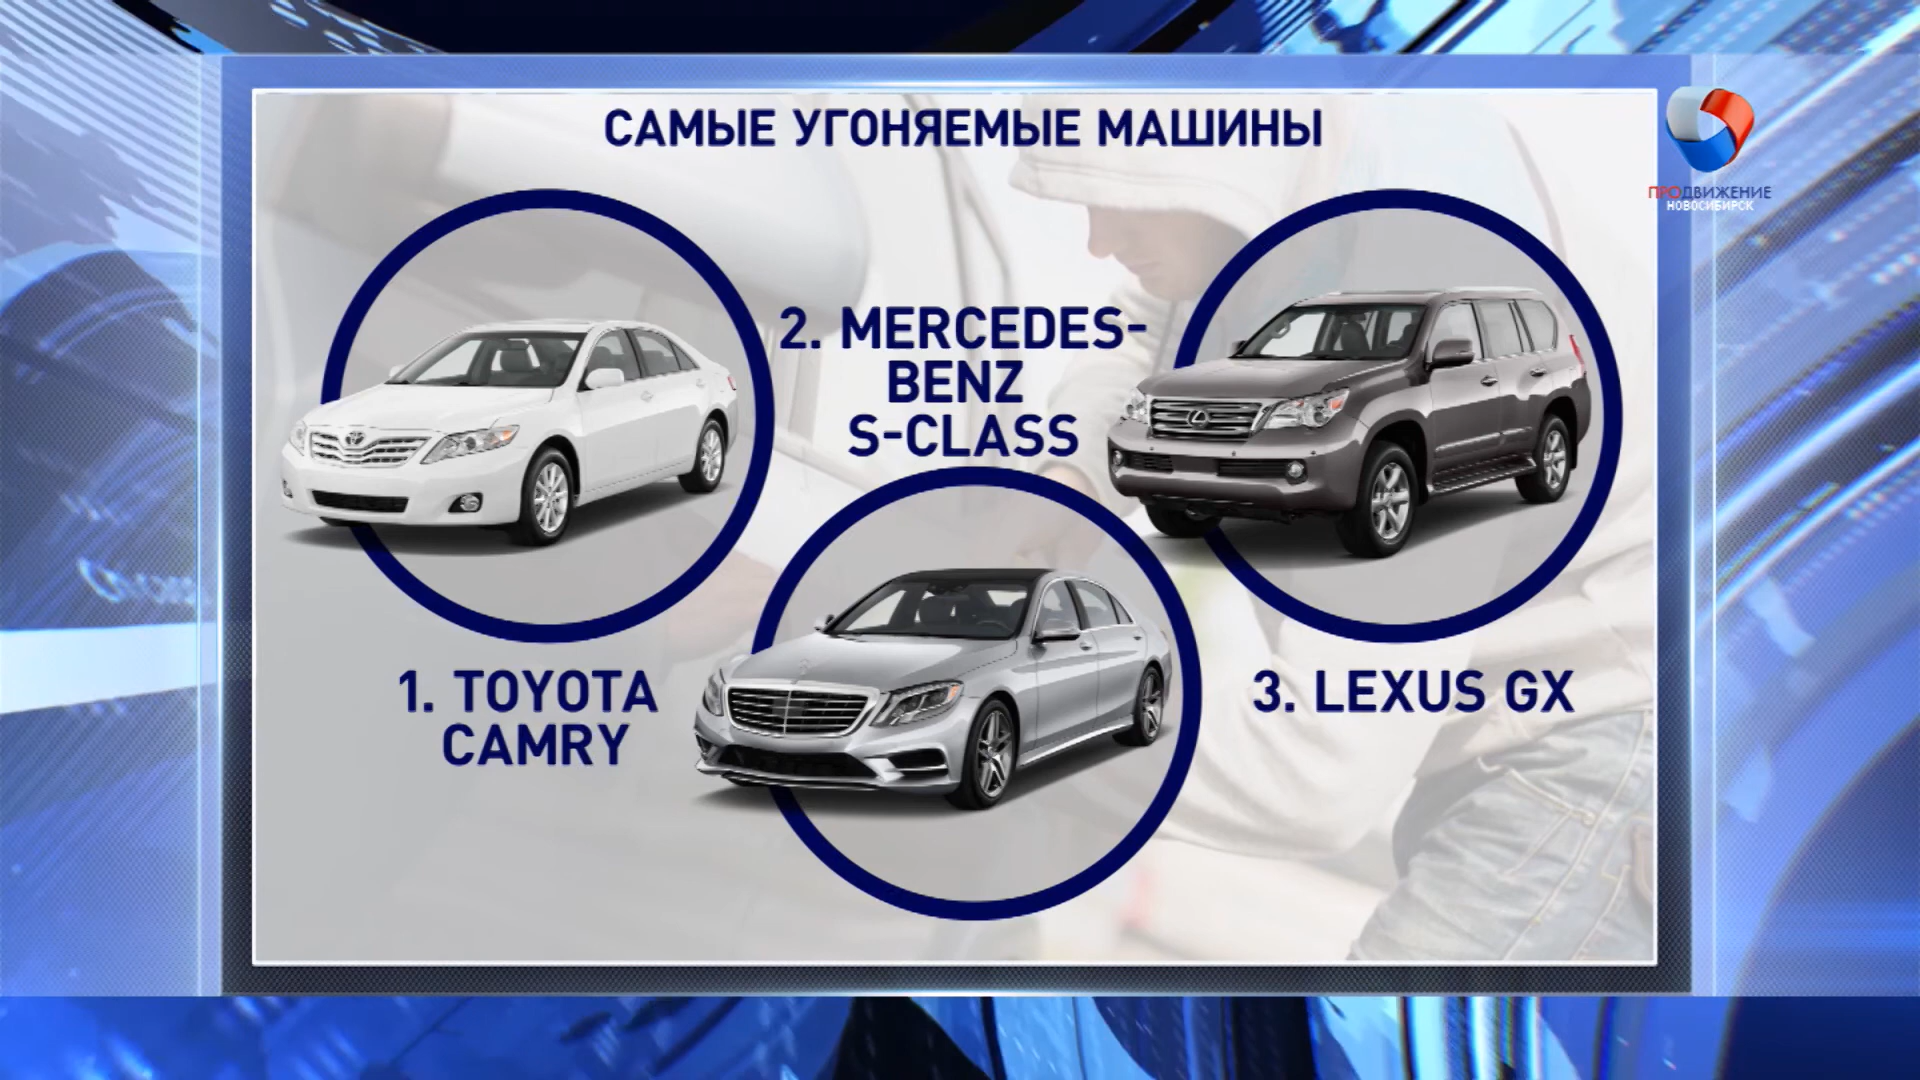 САМЫЕ УГОНЯЕМЫЕ МАШИНЫ
ПРОДВИЖЕНИЕ
НОВОСИБИРСК
2. MERCEDES-
BENZ
S-CLASS
1. TOYOTA
CAMRY
3. LEXUS GX